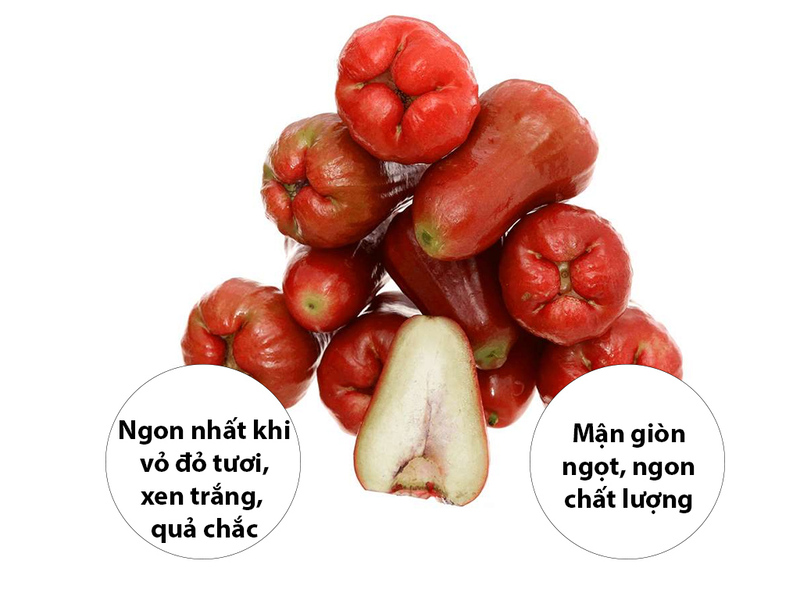 Ngon nhất khi
vỏ đỏ tươi,
xen trắng,
quả chắc
Mận giòn
ngọt, ngon
chất lượng